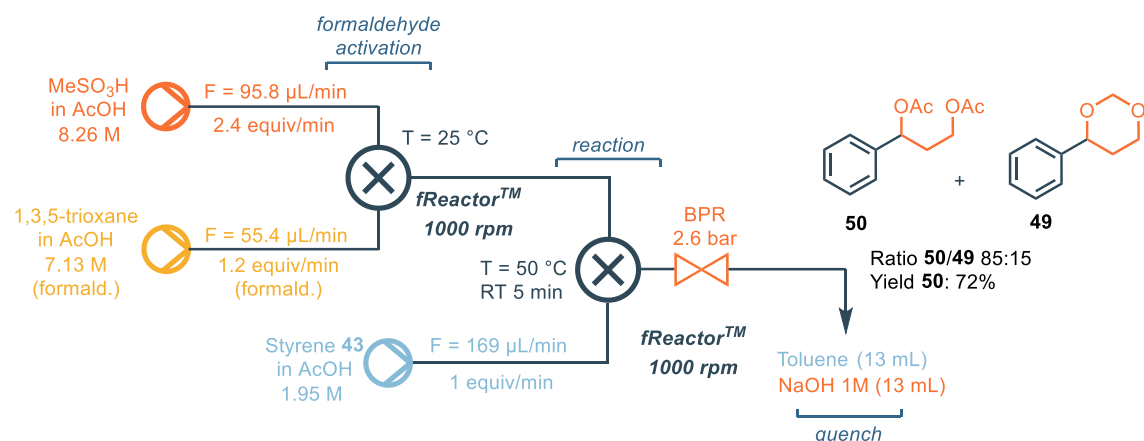 formaldehyde
activation
MeSO₃H
in AcOH
8.26 M
F = 95.8 µL/min
2.4 equiv/min
T = 25 °C
1,3,5-trioxane
in AcOH
7.13 M
(formald.)
F = 55.4 µL/min
1.2 equiv/min
(formald.)
fReactor™
1000 rpm
reaction
T = 50 °C
RT 5 min
BPR
2.6 bar
Styrene 43
in AcOH
1.95 M
F = 169 µL/min
1 equiv/min
fReactor™
1000 rpm
OAc OAc
50
+
O
O
49
Ratio 50/49 85:15
Yield 50: 72%
Toluene (13 mL)
NaOH 1M (13 mL)
quench